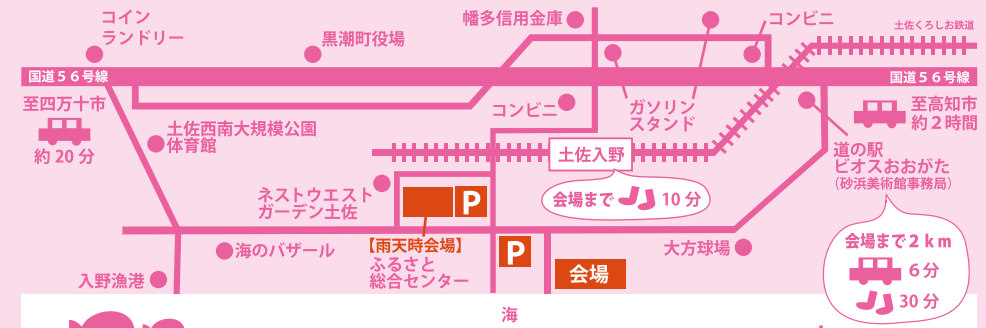 コイン
ランドリー
黒潮町役場
幡多信用金庫
コンビニ
土佐くろしお鉄道
国道56号線
国道56号線
至四万十市
約20分
土佐西南大規模公園
体育館
コンビニ
ガソリン
スタンド
至高知市
約2時間
道の駅
ビオスおおがた
(砂浜美術館事務局)
土佐入野
会場まで 10分
ネストウエスト
ガーデン土佐
P
【雨天時会場】
ふるさと
総合センター
P
会場
海のバザール
大方球場
入野漁港
会場まで2km
6分
30分
海